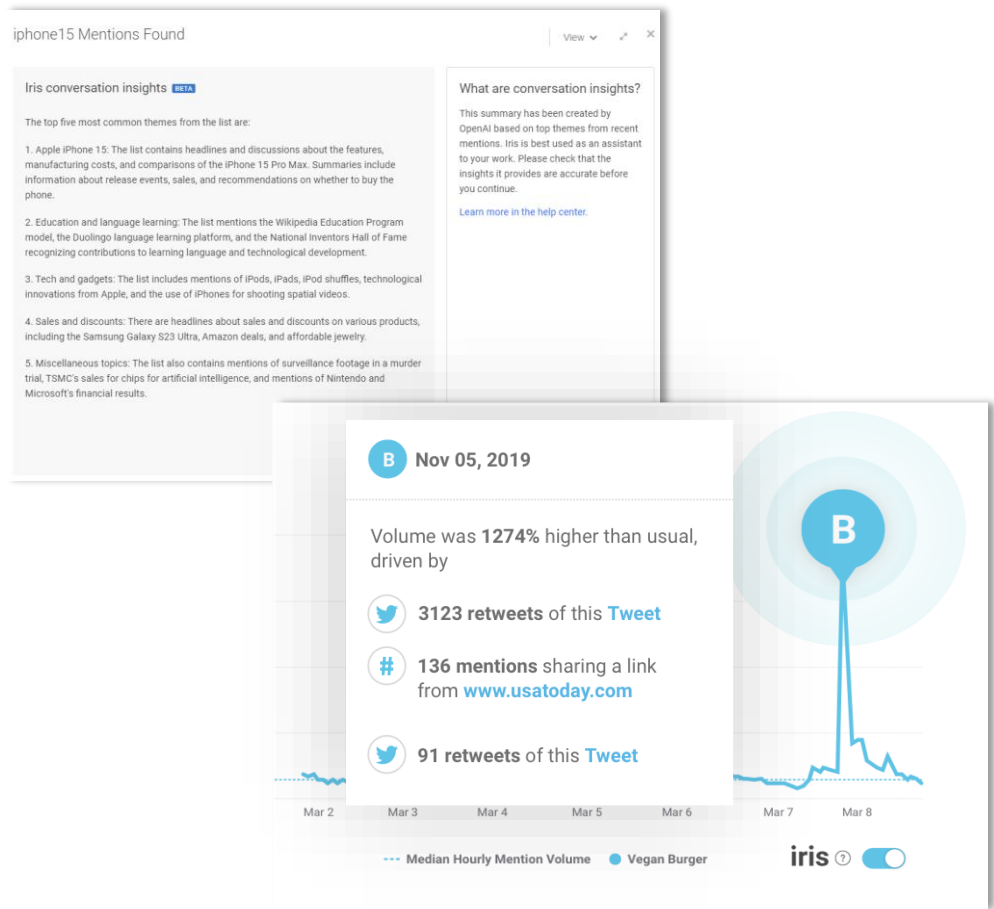 iphone15 Mentions Found
View
Iris conversation insights BETA
The top five most common themes from the list are:
1. Apple iPhone 15: The list contains headlines and discussions about the features,
manufacturing costs, and comparisons of the iPhone 15 Pro Max. Summaries include
information about release events, sales, and recommendations on whether to buy the
phone.
2. Education and language learning: The list mentions the Wikipedia Education Program
model, the Duolingo language learning platform, and the National Inventors Hall of Fame
recognizing contributions to learning language and technological development.
3. Tech and gadgets: The list includes mentions of iPods, iPads, iPod shuffles, technological
innovations from Apple, and the use of iPhones for shooting spatial videos.
4. Sales and discounts: There are headlines about sales and discounts on various products,
including the Samsung Galaxy S23 Ultra, Amazon deals, and affordable jewelry.
5. Miscellaneous topics: The list also contains mentions of surveillance footage in a murder
trial, TSMC's sales for chips for artificial intelligence, and mentions of Nintendo and
Microsoft's financial results.
What are conversation insights?
This summary has been created by
OpenAI based on top themes from recent
mentions. Iris is best used as an assistant
to your work. Please check that the
insights it provides are accurate before
you continue.
Learn more in the help center.
B Nov 05, 2019
Volume was 1274% higher than usual,
driven by
3123 retweets of this Tweet
# 136 mentions sharing a link
from www.usatoday.com
91 retweets of this Tweet
B
Mar 2 Mar 3 Mar 4 Mar 5 Mar 6 Mar 7 Mar 8
Median Hourly Mention Volume Vegan Burger
iris ?